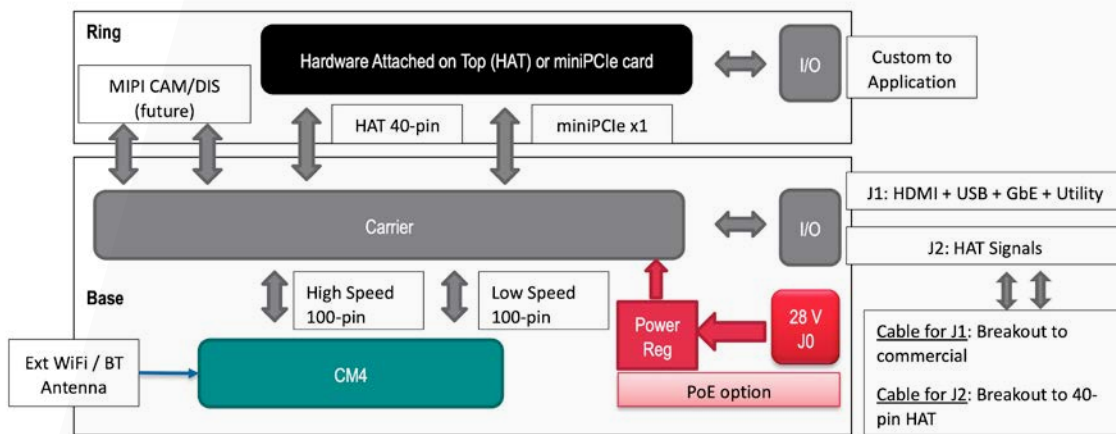 Ring
Hardware Attached on Top (HAT) or miniPCIe card
I/O
Custom to
Application
MIPI CAM/DIS
(future)
HAT 40-pin
miniPCIe x1
Carrier
I/O
J1: HDMI + USB + GbE + Utility
J2: HAT Signals
Base
High Speed
100-pin
Low Speed
100-pin
Power
Reg
28 V
J0
Ext WiFi / BT
Antenna
CM4
PoE option
Cable for J1: Breakout to
commercial
Cable for J2: Breakout to 40-
pin HAT